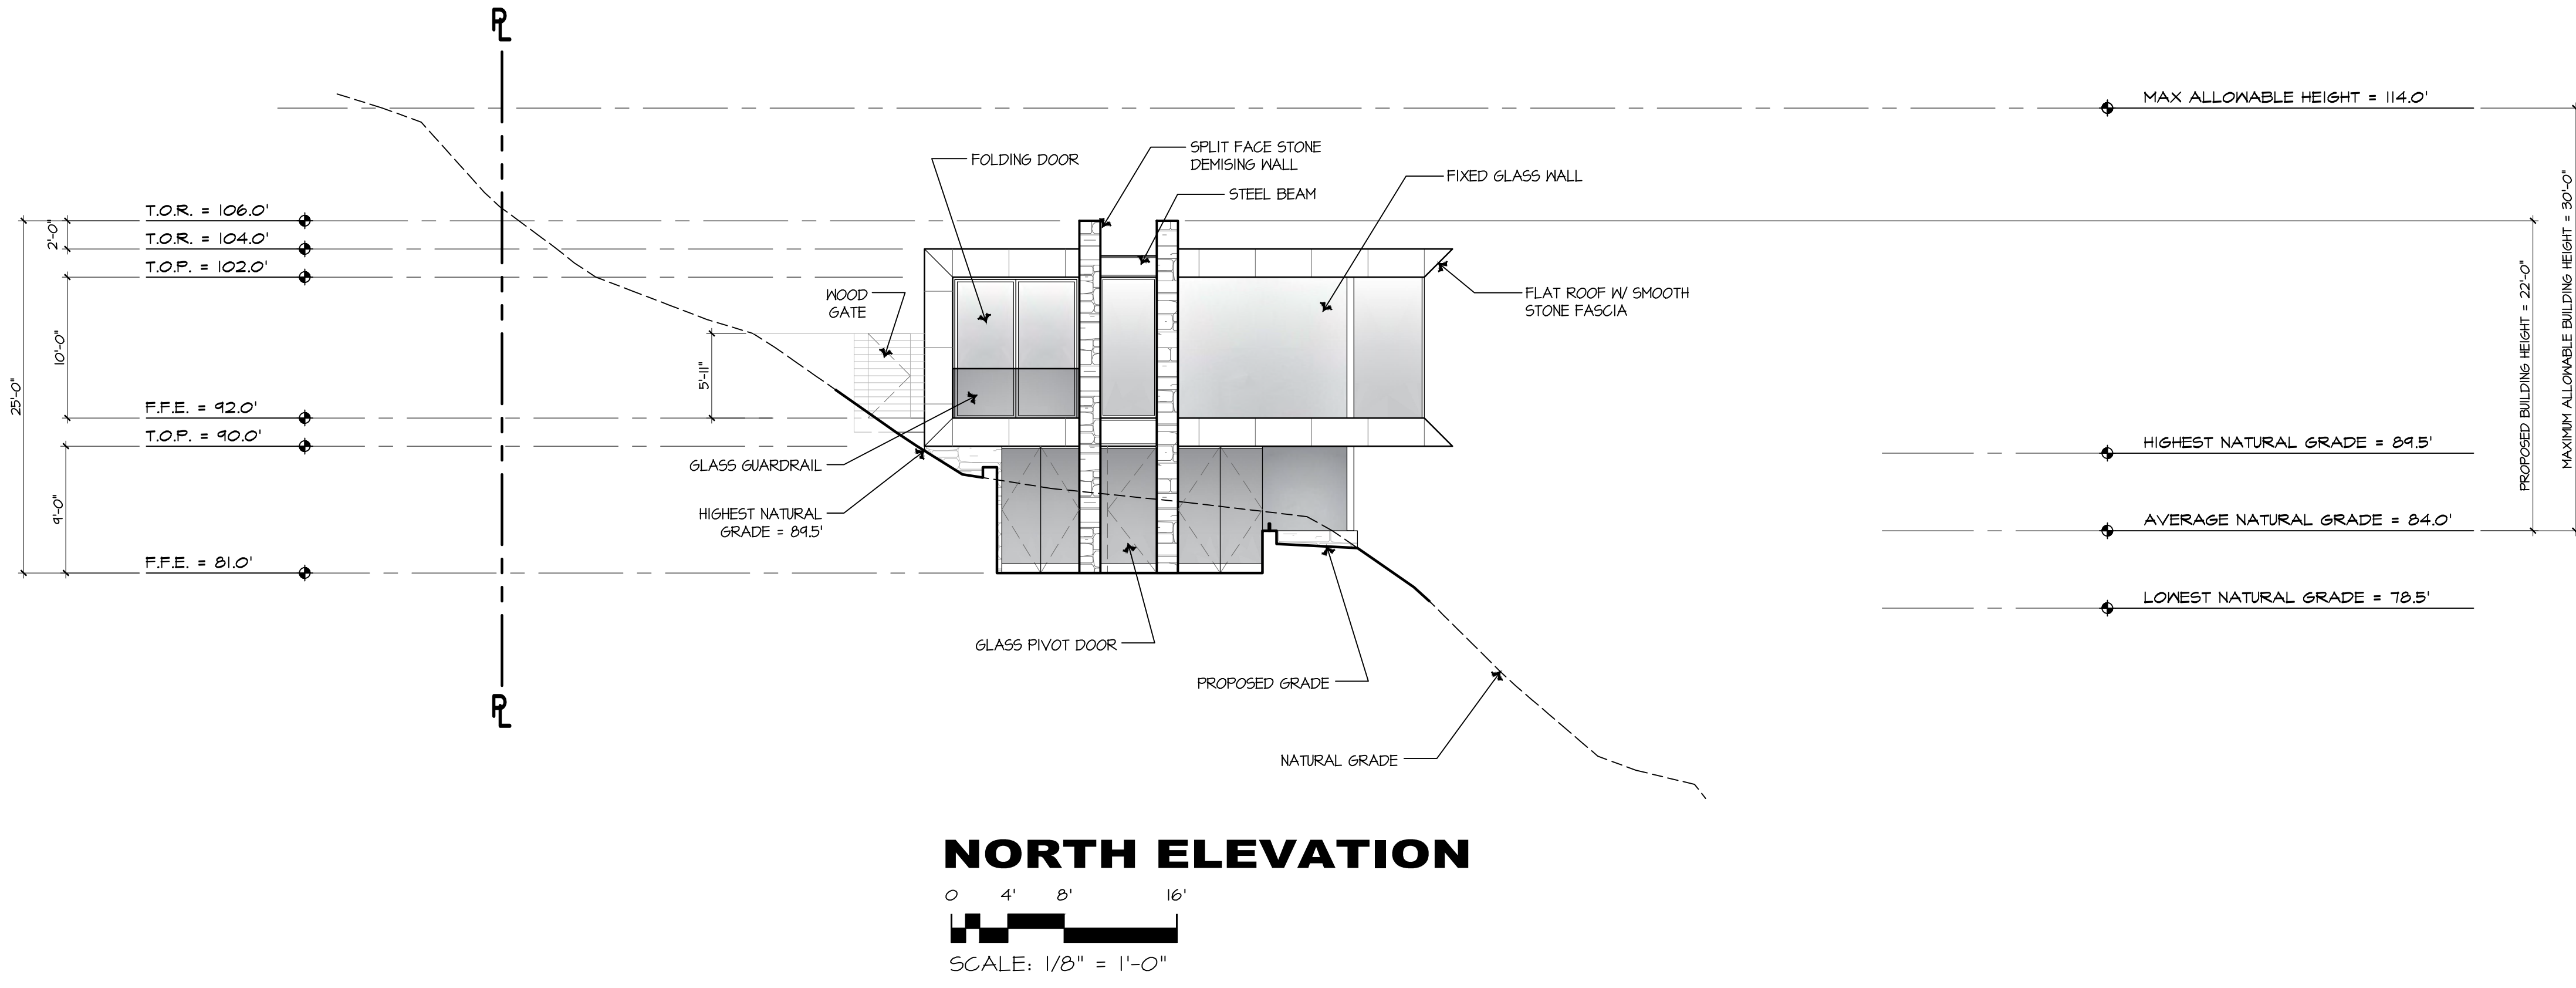 PL
MAX ALLOWABLE HEIGHT = 114.0'
SPLIT FACE STONE
DEMISING WALL
FOLDING DOOR
STEEL BEAM
FIXED GLASS WALL
T.O.R. = 106.0'
2'-0"
T.O.R. = 104.0'
T.O.P. = 102.0'
WOOD
GATE
FLAT ROOF W/ SMOOTH
STONE FASCIA
10'-0"
5'-11"
25'-0"
F.F.E. = 92.0'
T.O.P. = 90.0'
9'-0"
F.F.E. = 81.0'
GLASS GUARDRAIL
HIGHEST NATURAL
GRADE = 89.5'
HIGHEST NATURAL GRADE = 89.5'
AVERAGE NATURAL GRADE = 84.0'
LOWEST NATURAL GRADE = 78.5'
PROPOSED BUILDING HEIGHT = 22'-0"
MAXIMUM ALLOWABLE BUILDING HEIGHT = 30'-0"
GLASS PIVOT DOOR
PROPOSED GRADE
NATURAL GRADE
PL
NORTH ELEVATION
0 4' 8' 16'
SCALE: 1/8" = 1'-0"